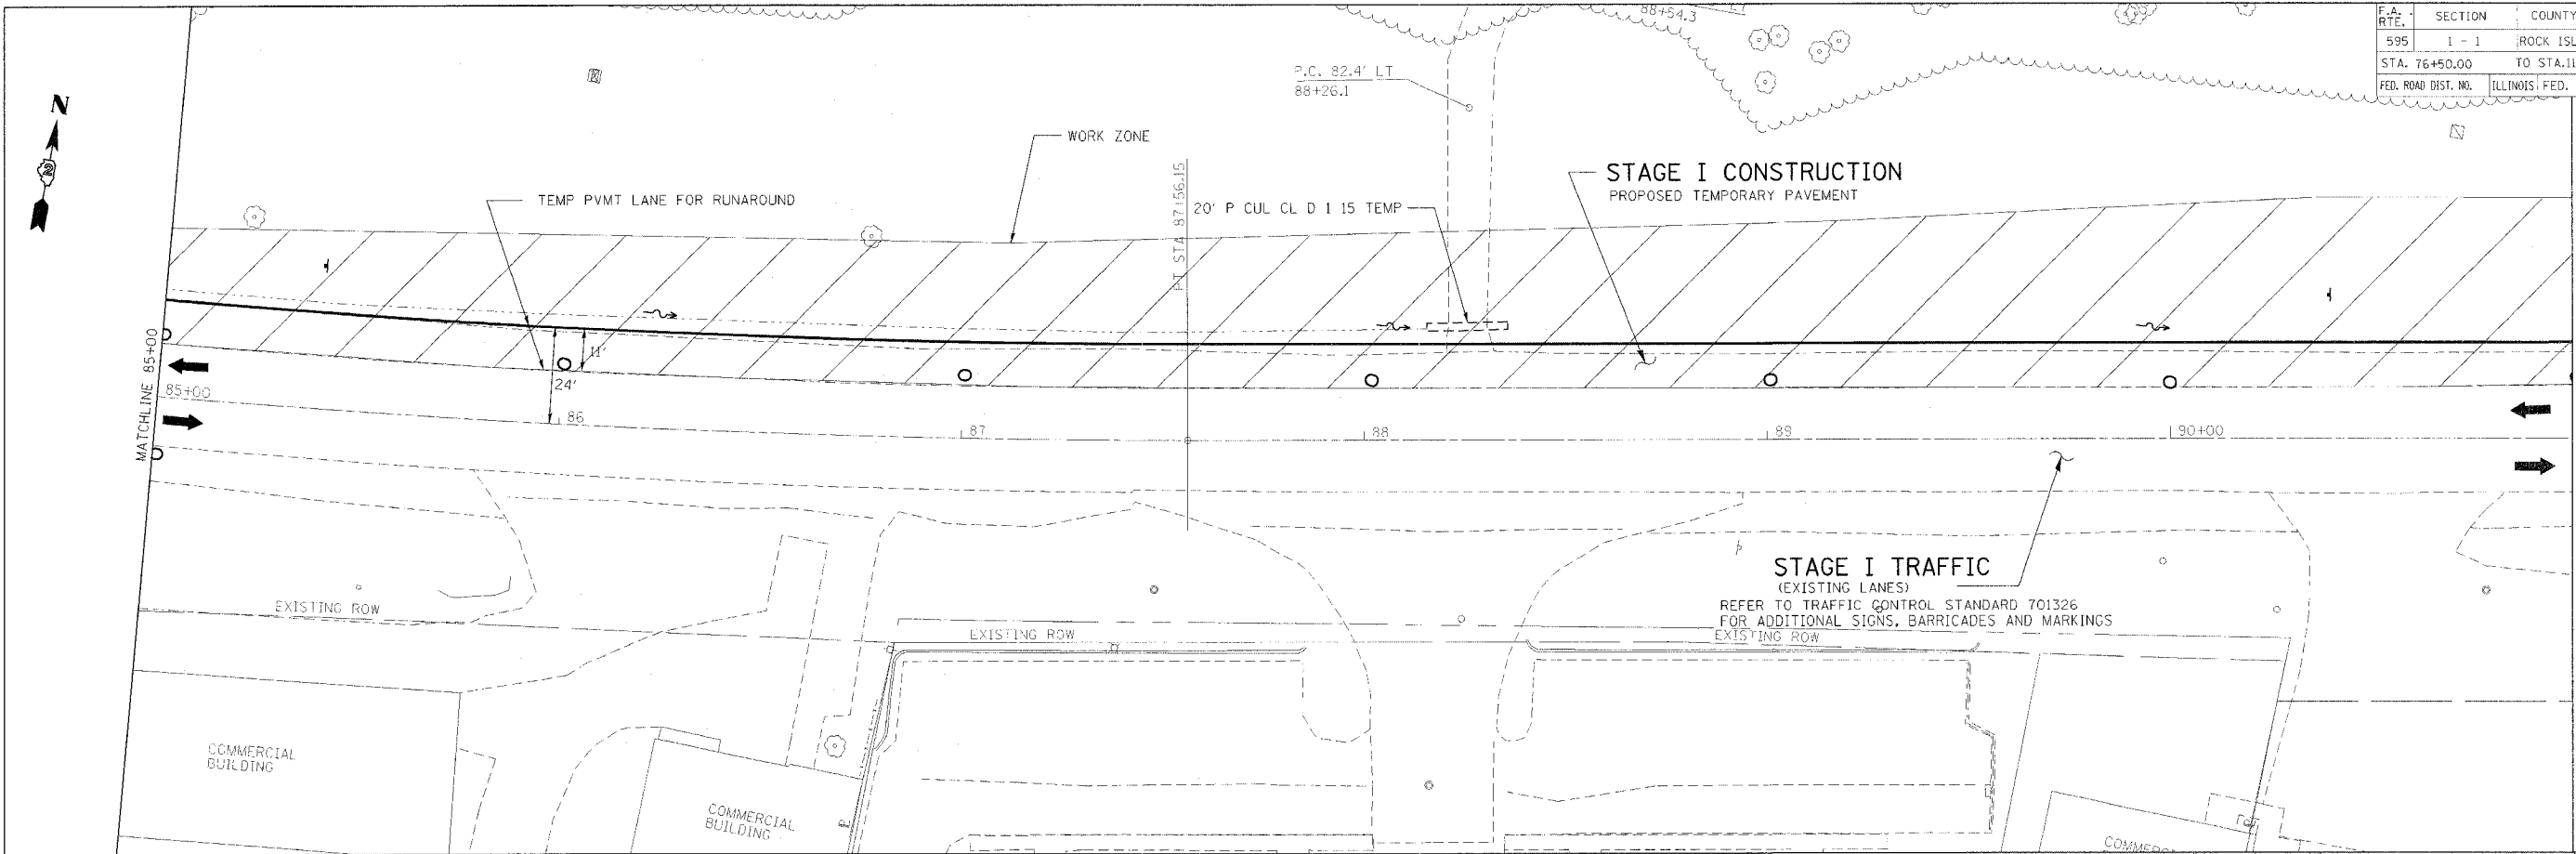 F.A. RTE. SECTION COUNTY
595 1 - 1 ROCK ISL
STA. 76+50.00 TO STA.11
FED. ROAD DIST. NO. ILLINOIS FED.
88+54.3 LT
P.C. 82.4' LT
88+26.1
N
2
WORK ZONE
STAGE I CONSTRUCTION
PROPOSED TEMPORARY PAVEMENT
TEMP PVMT LANE FOR RUNAROUND
20' P CUL CL D 1 15 TEMP
PI STA 87+56.15
MATCHLINE 85+00
11'
24'
85+00
86
87
88
89
90+00
STAGE I TRAFFIC
(EXISTING LANES)
REFER TO TRAFFIC CONTROL STANDARD 701326
FOR ADDITIONAL SIGNS, BARRICADES AND MARKINGS
EXISTING ROW
EXISTING ROW
EXISTING ROW
COMMERCIAL
BUILDING
COMMERCIAL
BUILDING